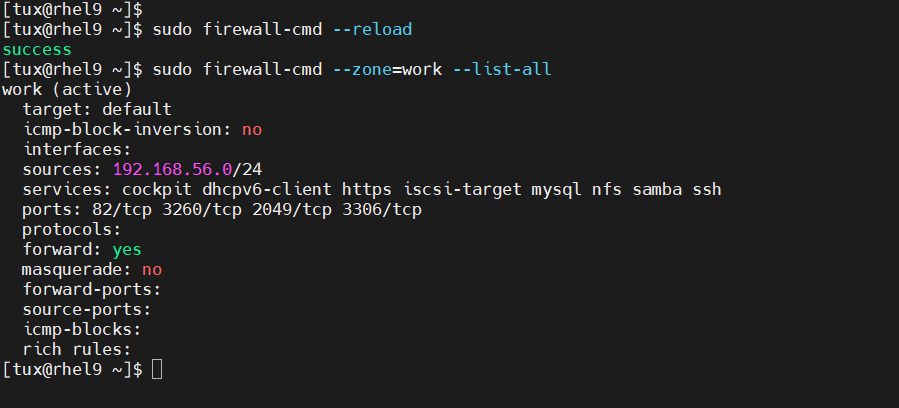 [tux@rhel9 ~]$
[tux@rhel9 ~]$ sudo firewall-cmd --reload
success
[tux@rhel9 ~]$ sudo firewall-cmd --zone=work --list-all
work (active)
  target: default
  icmp-block-inversion: no
  interfaces:
  sources: 192.168.56.0/24
  services: cockpit dhcpv6-client https iscsi-target mysql nfs samba ssh
  ports: 82/tcp 3260/tcp 2049/tcp 3306/tcp
  protocols:
  forward: yes
  masquerade: no
  forward-ports:
  source-ports:
  icmp-blocks:
  rich rules:
[tux@rhel9 ~]$